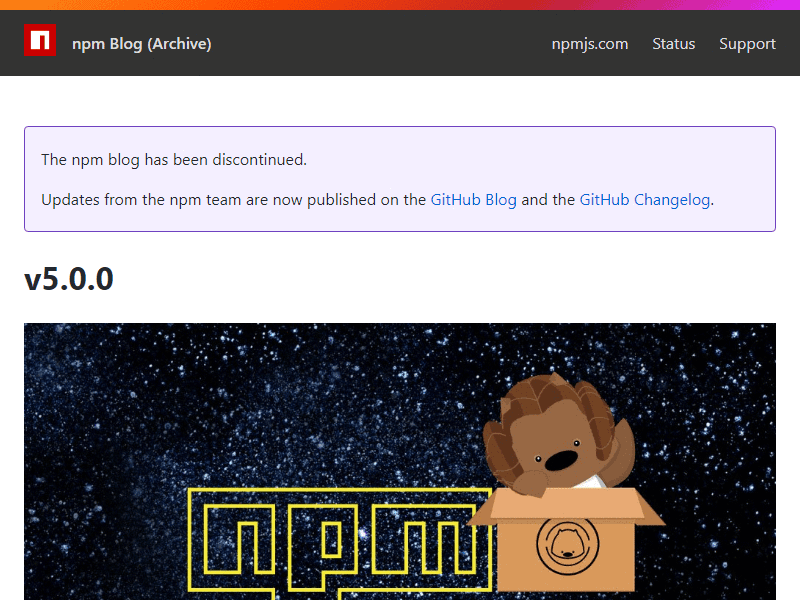 npm Blog (Archive)
npmjs.com Status Support
The npm blog has been discontinued.
Updates from the npm team are now published on the GitHub Blog and the GitHub Changelog.
v5.0.0
npm